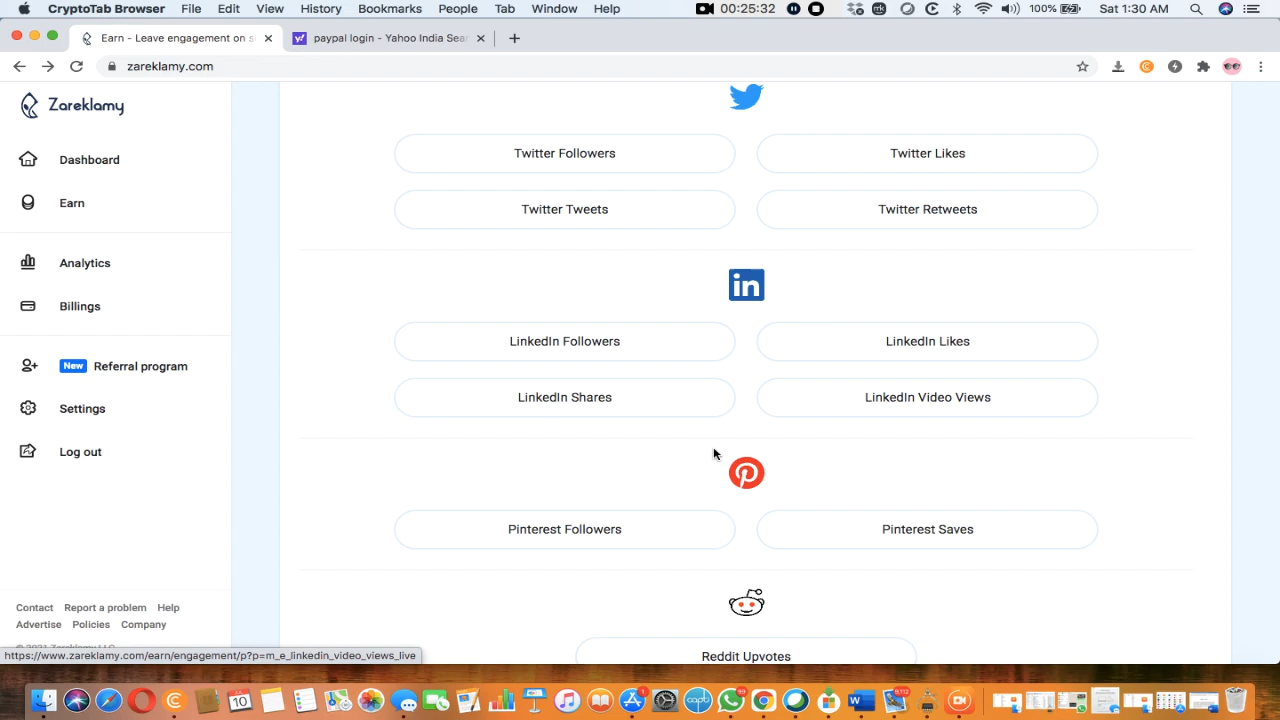 CryptoTab Browser File Edit View History Bookmarks People Tab Window Help 00:25:32 100% Sat 1:30 AM
Earn - Leave engagement on s
paypal login - Yahoo India Sear
zareklamy.com
Zareklamy
Dashboard
Earn
Analytics
Billings
New Referral program
Settings
Log out
Contact Report a problem Help
Advertise Policies Company
https://www.zareklamy.com/earn/engagement/p?p=m_e_linkedin_video_views_live
Twitter Followers
Twitter Likes
Twitter Tweets
Twitter Retweets
in
LinkedIn Followers
LinkedIn Likes
LinkedIn Shares
LinkedIn Video Views
Pinterest Followers
Pinterest Saves
Reddit Upvotes